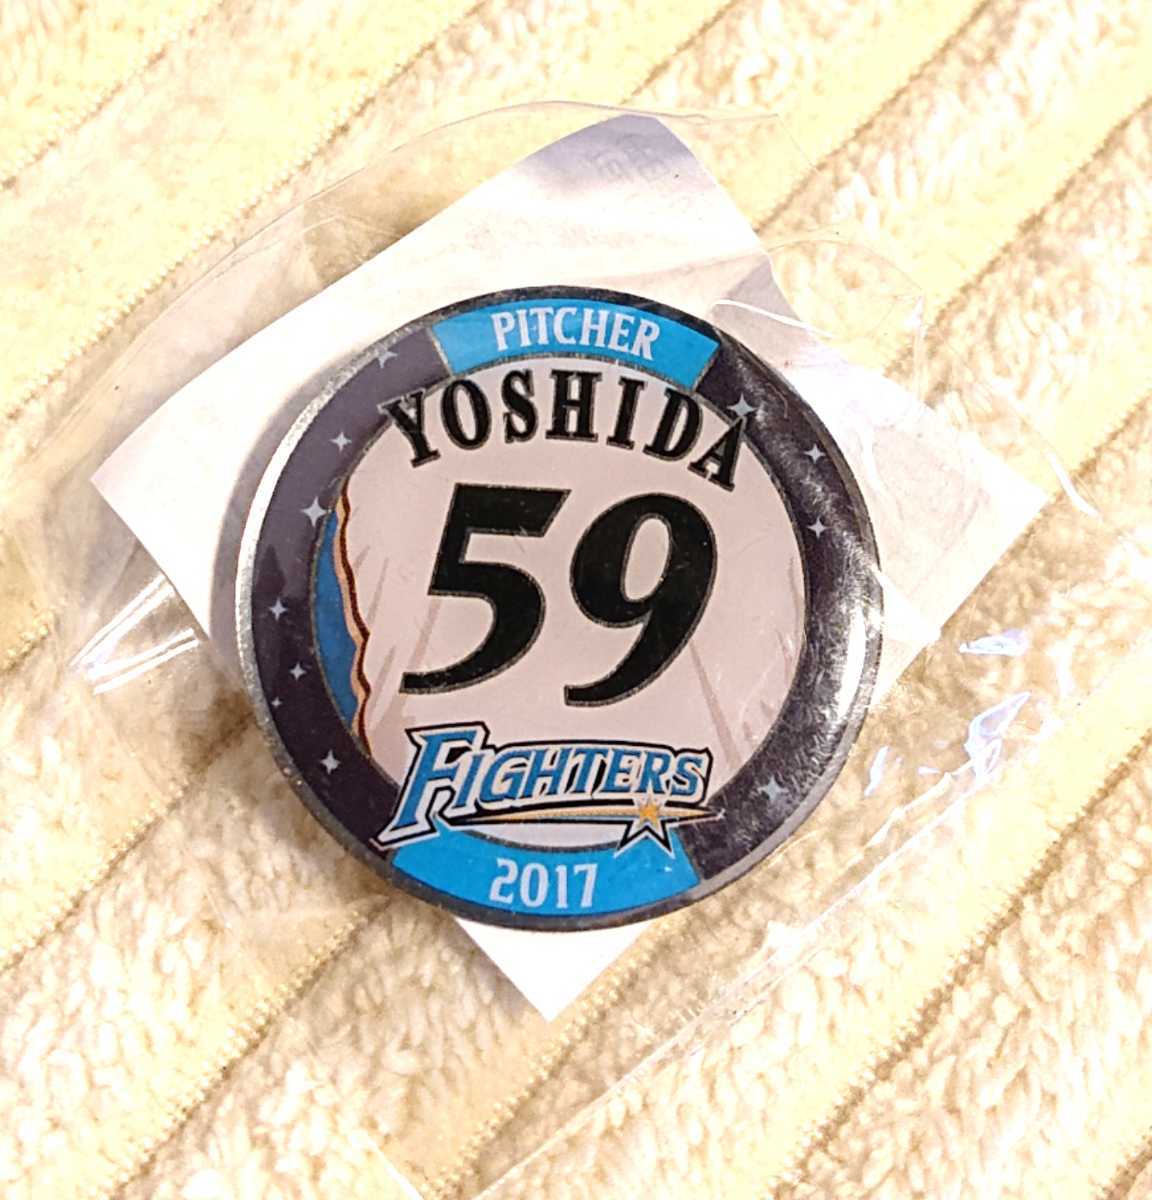 PITCHER
YOSHIDA
59
FIGHTERS
2017